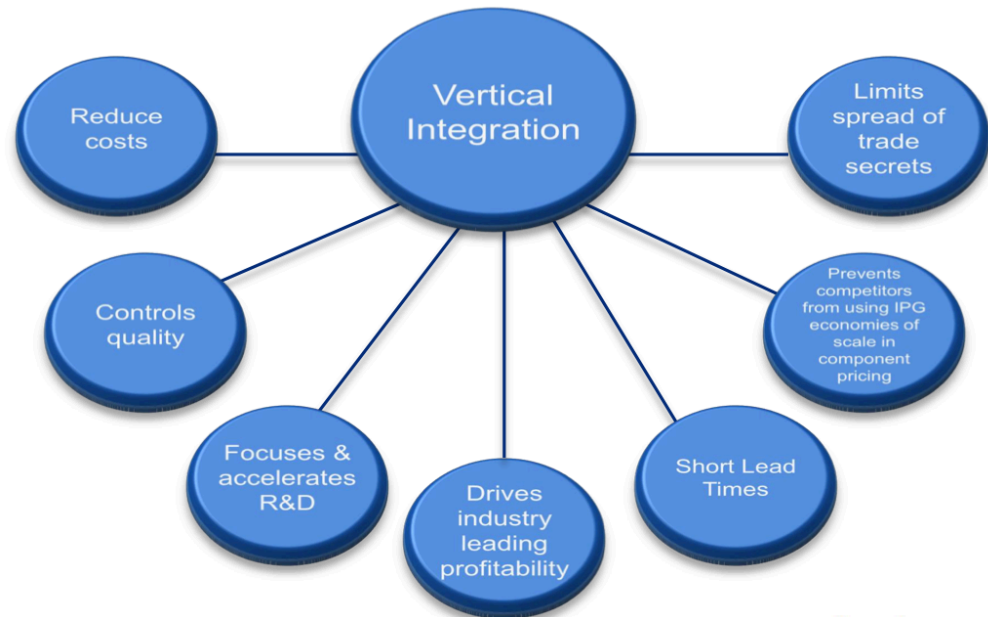 Vertical
Integration
Reduce
costs
Controls
quality
Focuses &
accelerates
R&D
Drives
industry
leading
profitability
Short Lead
Times
Prevents
competitors
from using IPG
economies of
scale in
component
pricing
Limits
spread of
trade
secrets